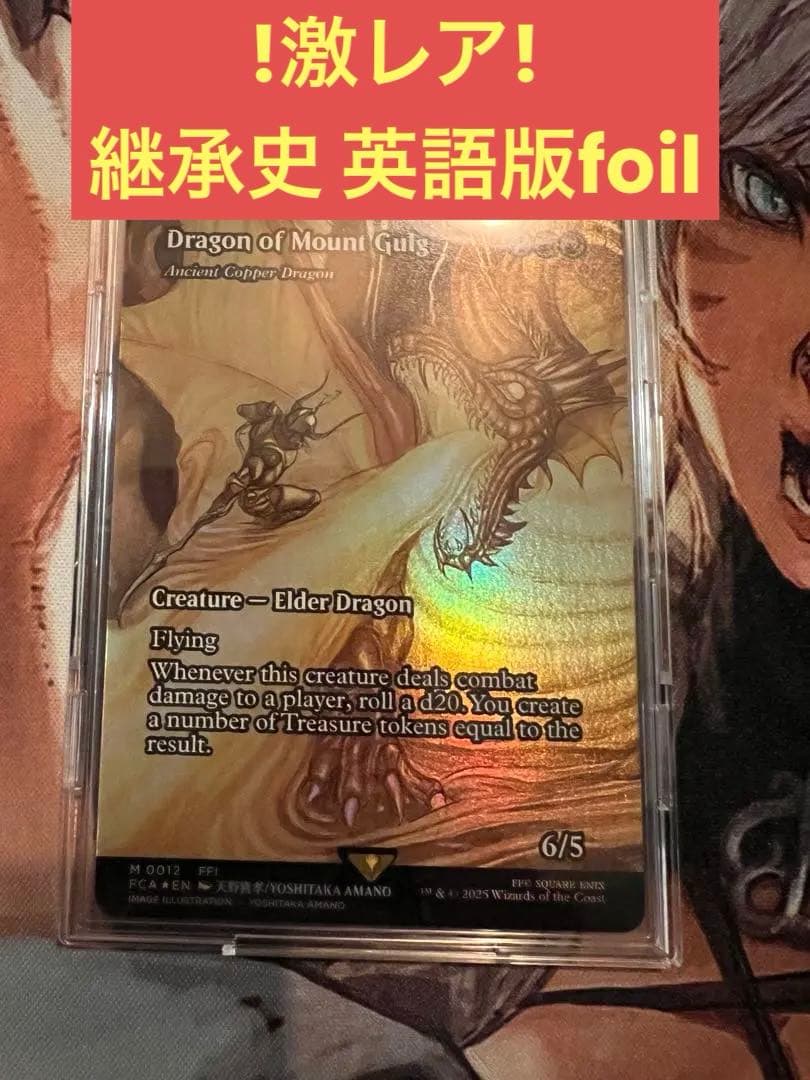 !激レア!
継承史 英語版foil
Dragon of Mount Gulg
Ancient Copper Dragon
Creature — Elder Dragon
Flying
Whenever this creature deals combat
damage to a player, roll a d20. You create
a number of Treasure tokens equal to the
result.
6/5
M 0012 FFI
FCA ★ EN 天野喜孝/YOSHITAKA AMANO
IMAGE ILLUSTRATION: YOSHITAKA AMANO
FF© SQUARE ENIX
™ & © 2025 Wizards of the Coast